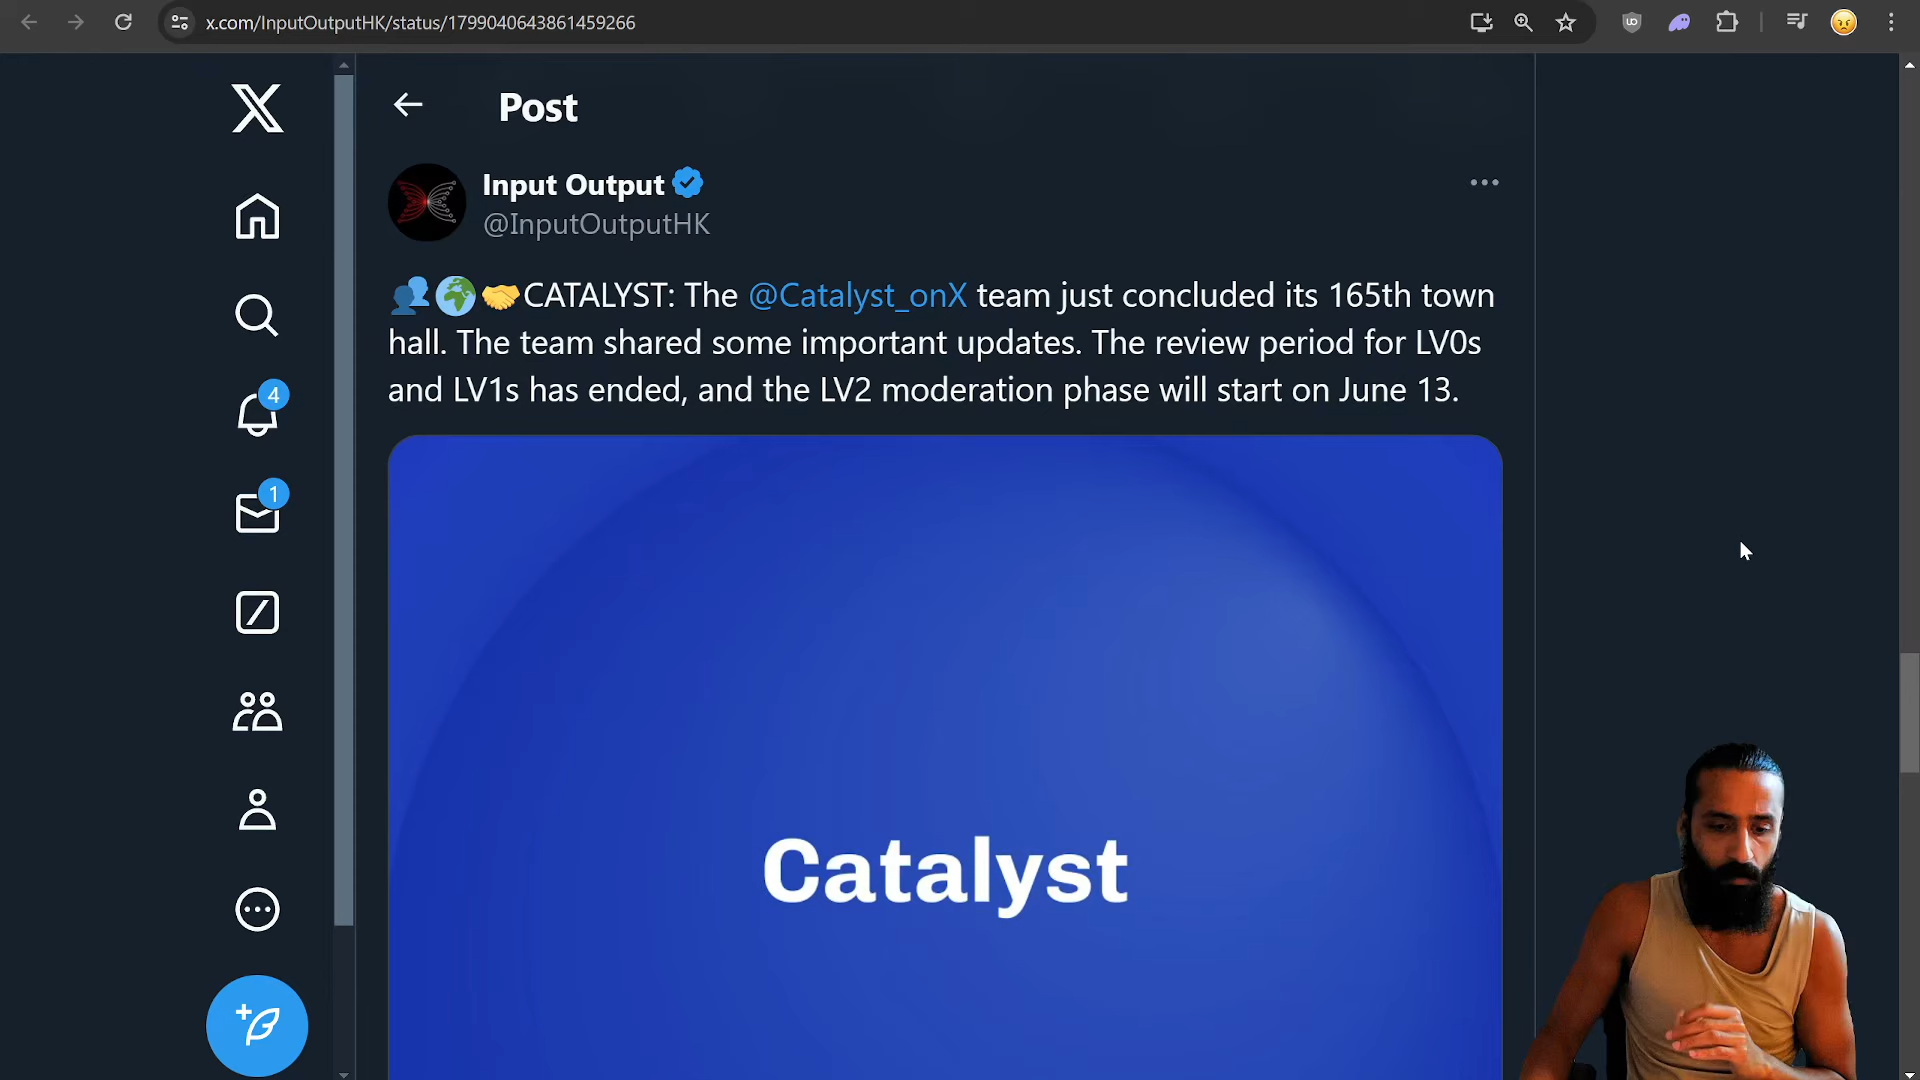 x.com/InputOutputHK/status/1799040643861459266
Post
Input Output
@InputOutputHK
CATALYST: The @Catalyst_onX team just concluded its 165th town
hall. The team shared some important updates. The review period for LV0s
and LV1s has ended, and the LV2 moderation phase will start on June 13.
4
1
Catalyst